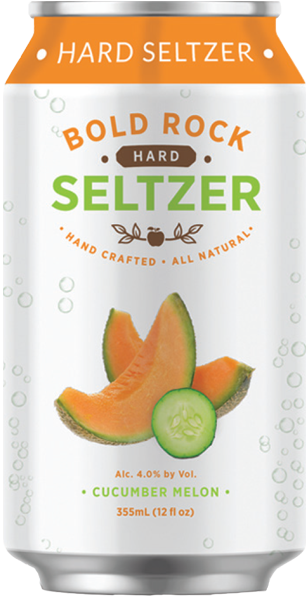 • HARD SELTZER •
BOLD ROCK
• HARD •
SELTZER
• HAND CRAFTED • ALL NATURAL •
Alc. 4.0% by Vol.
• CUCUMBER MELON •
355mL (12 fl oz)